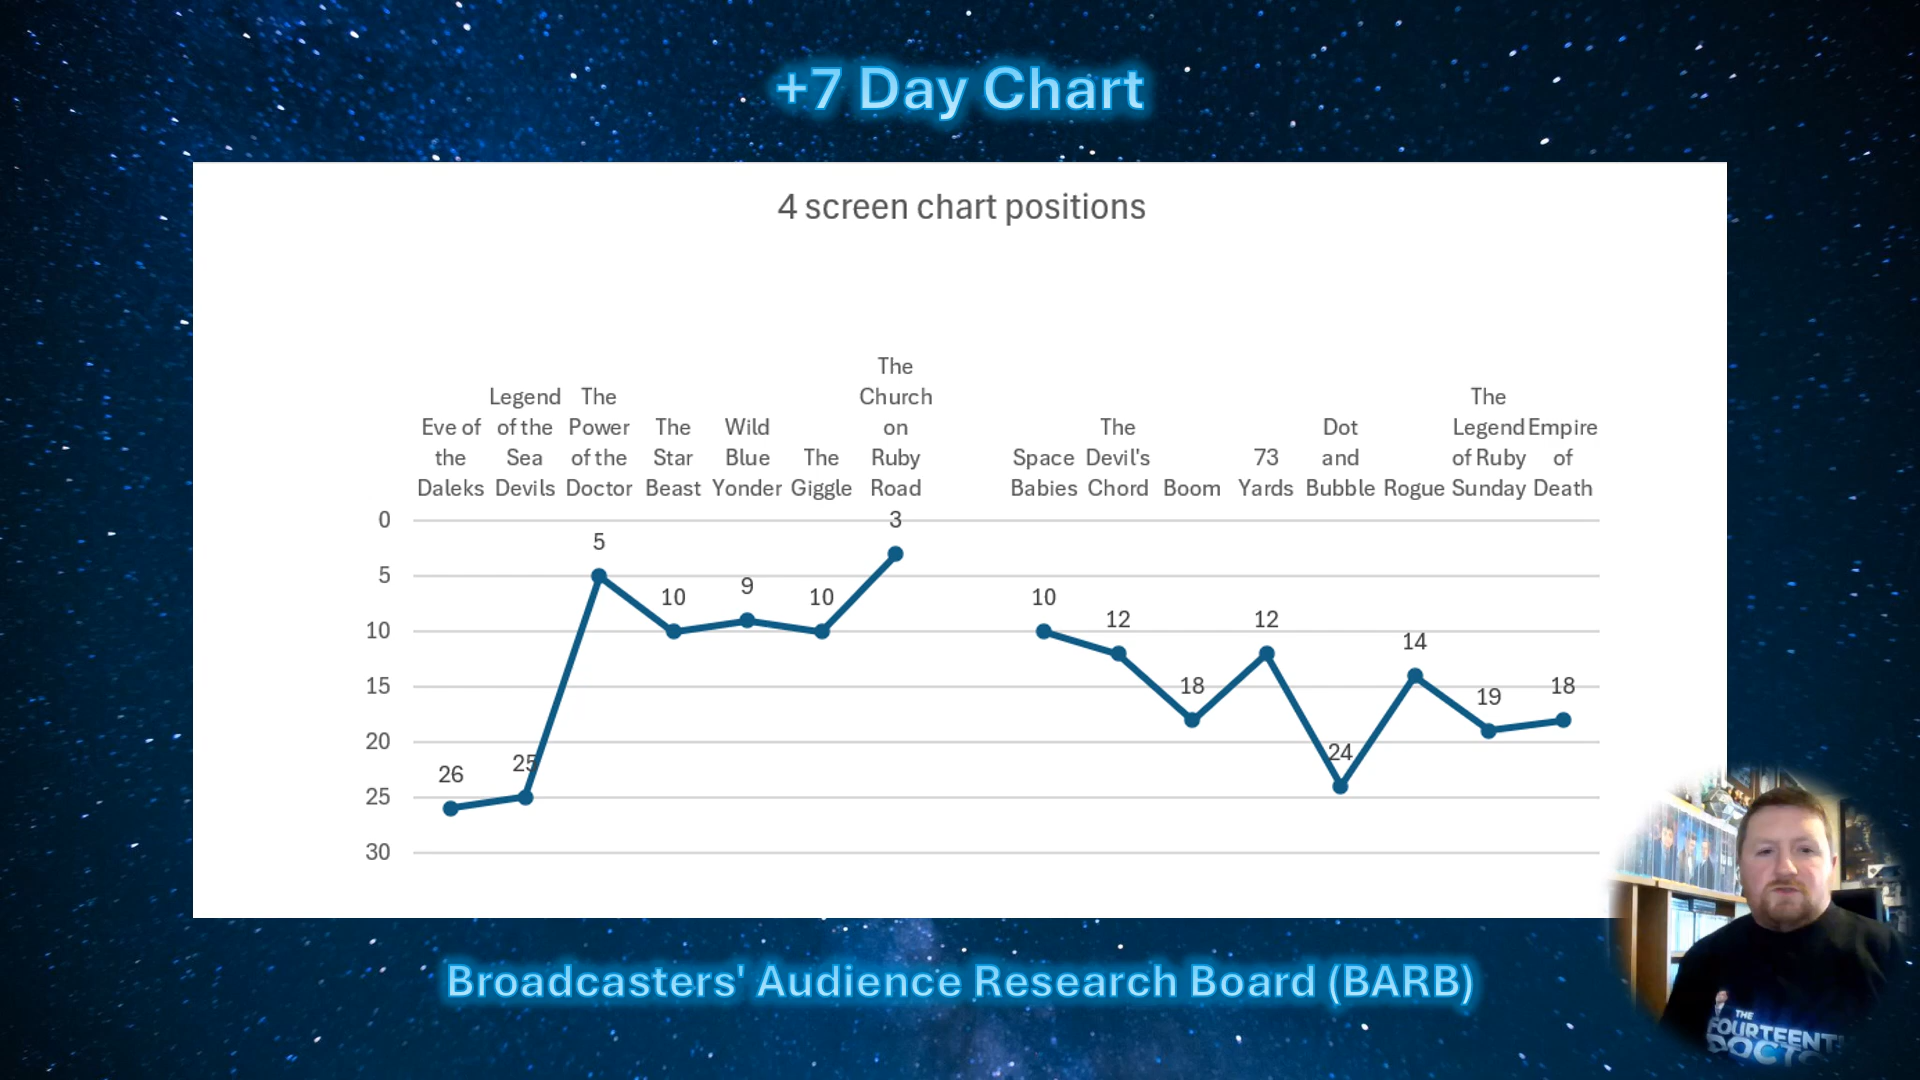 +7 Day Chart
4 screen chart positions
Eve of
the
Daleks
Legend
of the
Sea
Devils
The
Power
of the
Doctor
The
Star
Beast
Wild
Blue
Yonder
The
Giggle
The
Church
on
Ruby
Road
Space
Babies
The
Devil's
Chord
Boom
73
Yards
Dot
and
Bubble
Rogue
The
Legend
of Ruby
Sunday
Empire
of
Death
0
5
10
15
20
25
30
26
25
5
10
9
10
3
10
12
18
12
24
14
19
18
Broadcasters' Audience Research Board (BARB)
THE